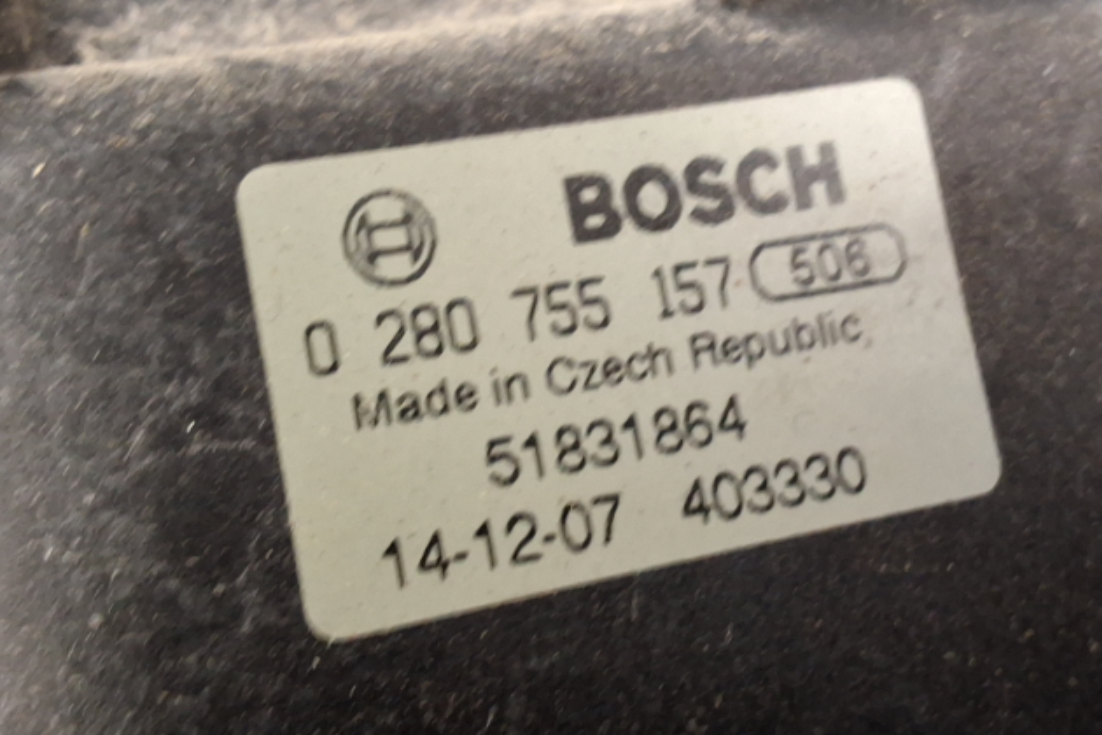 BOSCH
0 280 755 157 506
Made in Czech Republic
51831864
14-12-07 403330